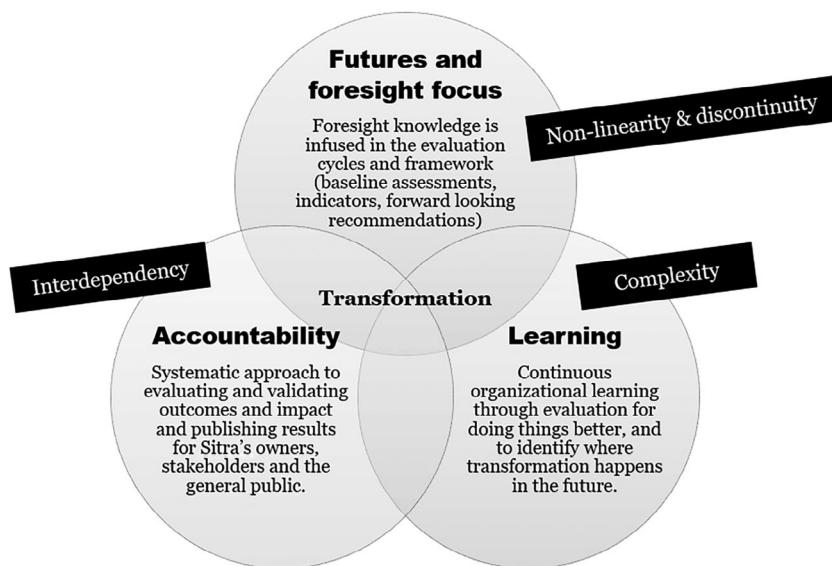 Futures and
foresight focus
Foresight knowledge is
infused in the evaluation
cycles and framework
(baseline assessments,
indicators, forward looking
recommendations)
Non-linearity & discontinuity
Interdependency
Complexity
Transformation
Accountability
Systematic approach to
evaluating and validating
outcomes and impact
and publishing results
for Sitra’s owners,
stakeholders and the
general public.
Learning
Continuous
organizational learning
through evaluation for
doing things better, and
to identify where
transformation happens
in the future.